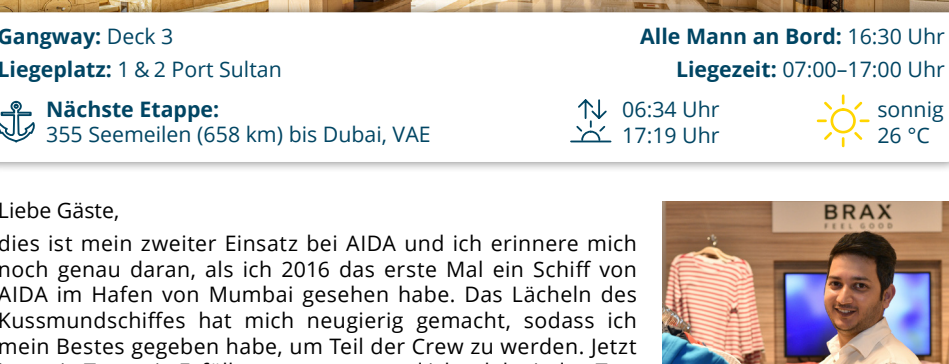 Gangway: Deck 3
Alle Mann an Bord: 16:30 Uhr
Liegeplatz: 1 & 2 Port Sultan
Liegezeit: 07:00–17:00 Uhr
Nächste Etappe:
355 Seemeilen (658 km) bis Dubai, VAE
06:34 Uhr
17:19 Uhr
sonnig
26 °C
Liebe Gäste,
dies ist mein zweiter Einsatz bei AIDA und ich erinnere mich
noch genau daran, als ich 2016 das erste Mal ein Schiff von
AIDA im Hafen von Mumbai gesehen habe. Das Lächeln des
Kussmundschiffes hat mich neugierig gemacht, sodass ich
mein Bestes gegeben habe, um Teil der Crew zu werden. Jetzt
BRAX
FEEL GOOD